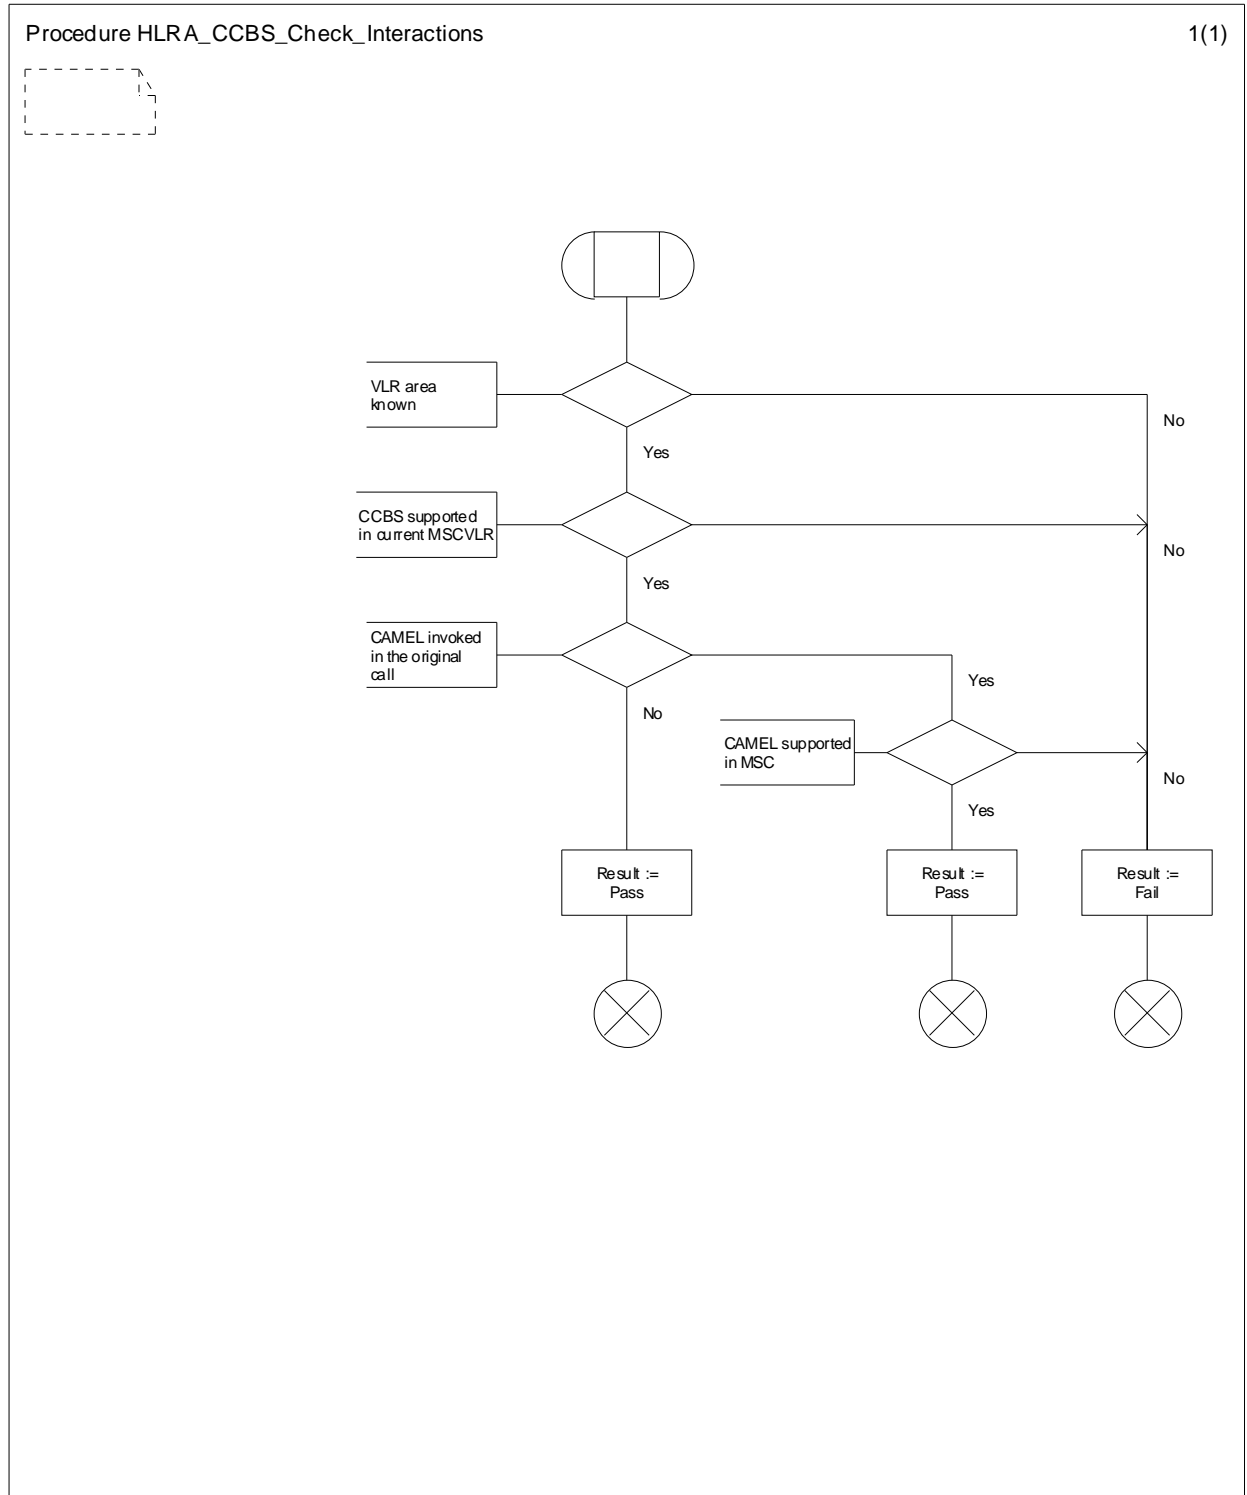 Procedure HLRA_CCBS_Check_Interactions
1(1)
VLR area
known
No
Yes
CCBS supported
in current MSCVLR
No
Yes
CAMEL invoked
in the original
call
Yes
No
CAMEL supported
in MSC
No
Yes
Result :=
Pass
Result :=
Pass
Result :=
Fail